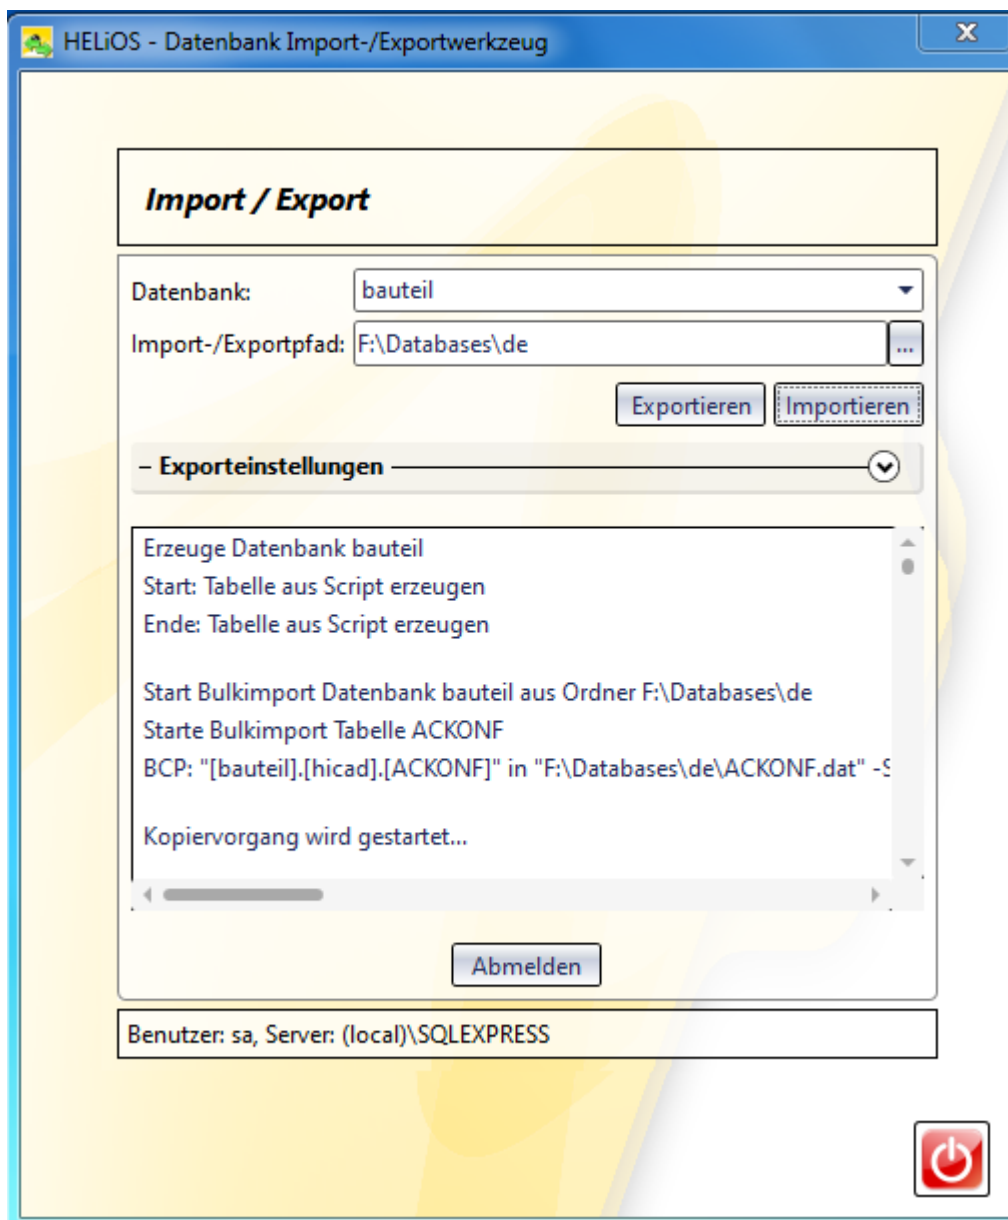 HELiOS - Datenbank Import-/Exportwerkzeug
Import / Export
Datenbank: bauteil
Import-/Exportpfad: F:\Databases\de ...
Exportieren Importieren
– Exporteinstellungen
Erzeuge Datenbank bauteil
Start: Tabelle aus Script erzeugen
Ende: Tabelle aus Script erzeugen
Start Bulkimport Datenbank bauteil aus Ordner F:\Databases\de
Starte Bulkimport Tabelle ACKONF
BCP: "[bauteil].[hicad].[ACKONF]" in "F:\Databases\de\ACKONF.dat" -S
Kopiervorgang wird gestartet...
Abmelden
Benutzer: sa, Server: (local)\SQLEXPRESS